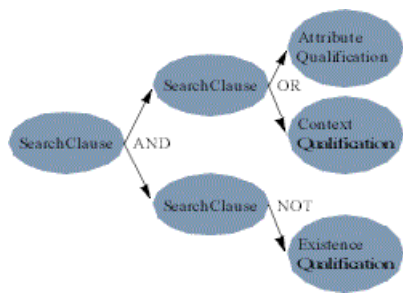 Attribute
Qualification
SearchClause
OR
Context
Qualification
SearchClause
AND
SearchClause
NOT
Existence
Qualification